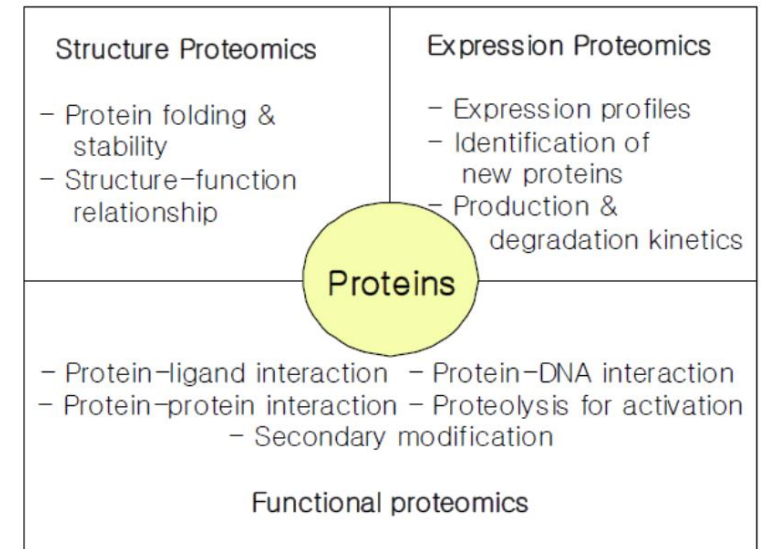 Structure Proteomics
- Protein folding &
stability
- Structure-function
relationship
Expression Proteomics
- Expression profiles
- Identification of
new proteins
- Production &
degradation kinetics
Proteins
- Protein-ligand interaction - Protein-DNA interaction
- Protein-protein interaction - Proteolysis for activation
- Secondary modification
Functional proteomics